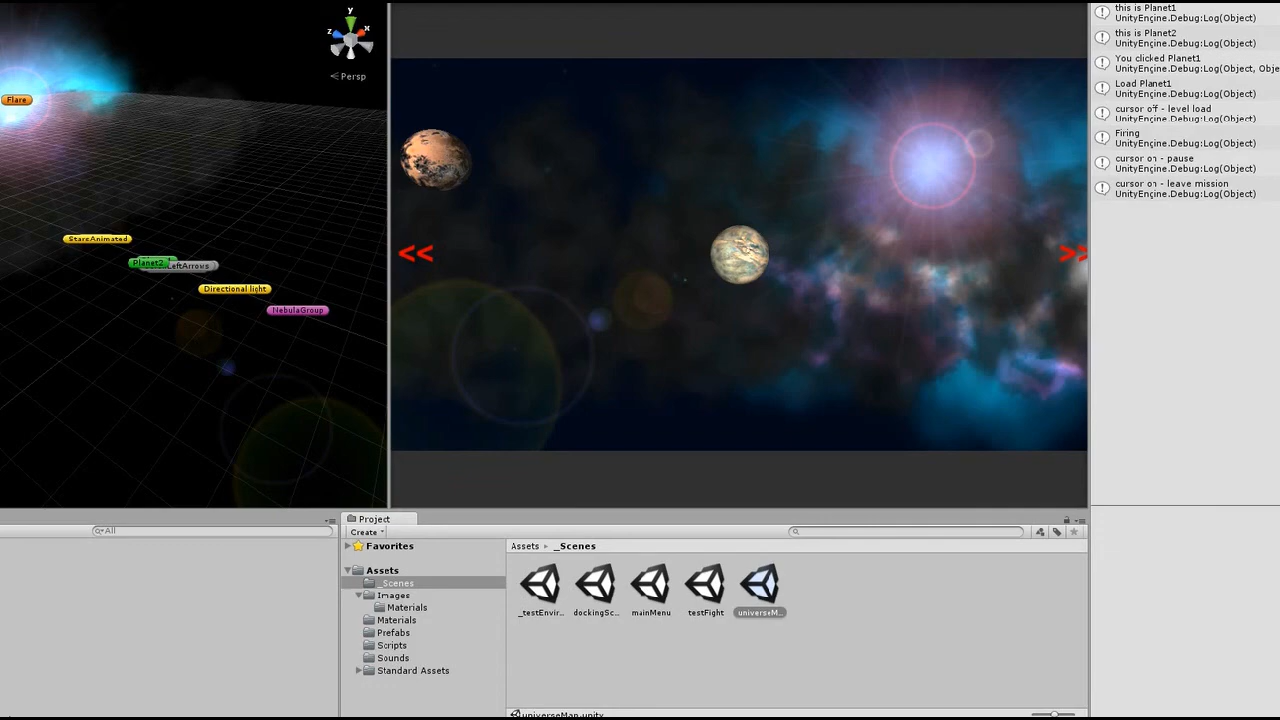 y
x
z
Persp
Flare
StarsAnimated
Planet2
LeftArrows
Directional light
NebulaGroup
<<
>>
this is Planet1
UnityEngine.Debug:Log(Object)
this is Planet2
UnityEngine.Debug:Log(Object)
You clicked Planet1
UnityEngine.Debug:Log(Object, Obje
Load Planet1
UnityEngine.Debug:Log(Object)
cursor off - level load
UnityEngine.Debug:Log(Object)
Firing
UnityEngine.Debug:Log(Object)
cursor on - pause
UnityEngine.Debug:Log(Object)
cursor on - leave mission
UnityEngine.Debug:Log(Object)
All
Project
Create
Favorites
Assets
_Scenes
Images
Materials
Materials
Prefabs
Scripts
Sounds
Standard Assets
Assets ▸ _Scenes
_testEnvir...
dockingSc...
mainMenu
testFight
universeM...
universeMap.unity